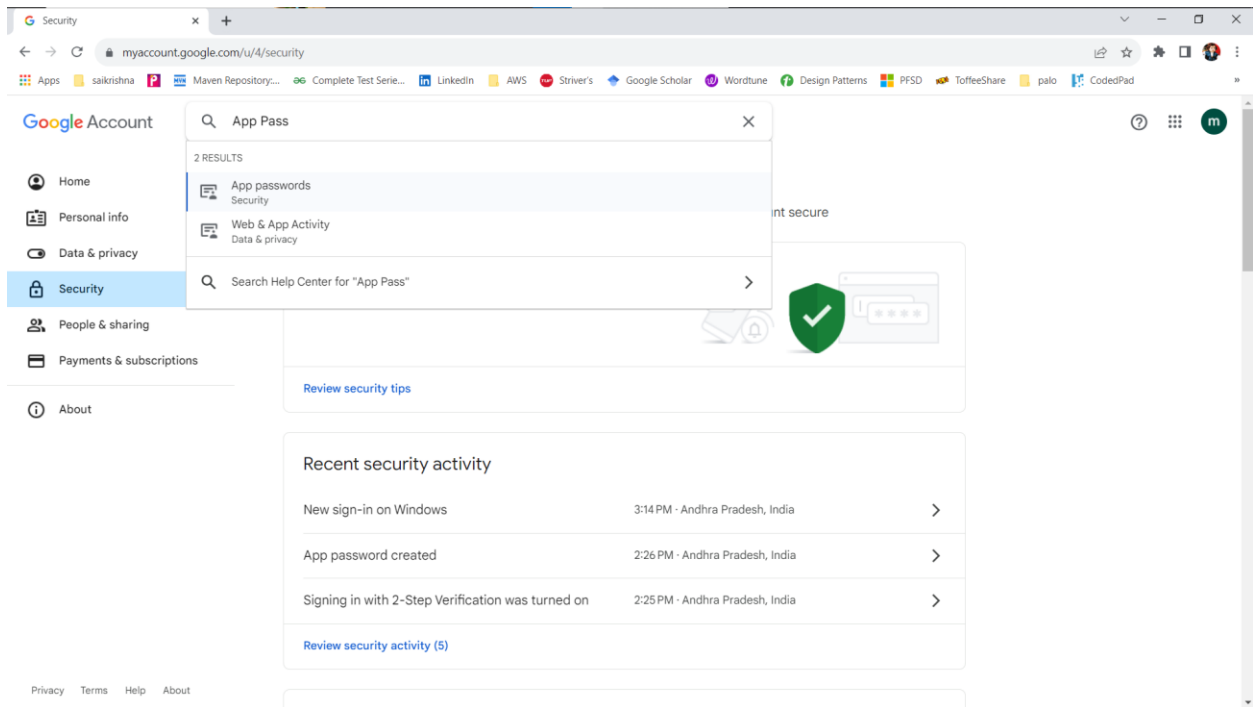 Security
myaccount.google.com/u/4/security
Apps saikrishna Maven Repository:... Complete Test Serie... LinkedIn AWS Striver's Google Scholar Wordtune Design Patterns PFSD ToffeeShare palo CodedPad »
Google Account
App Pass
m
2 RESULTS
App passwords
Security
Web & App Activity
Data & privacy
Search Help Center for "App Pass"
Home
Personal info
Data & privacy
Security
People & sharing
Payments & subscriptions
About
nt secure
Review security tips
Recent security activity
New sign-in on Windows 3:14 PM · Andhra Pradesh, India
App password created 2:26 PM · Andhra Pradesh, India
Signing in with 2-Step Verification was turned on 2:25 PM · Andhra Pradesh, India
Review security activity (5)
Privacy Terms Help About